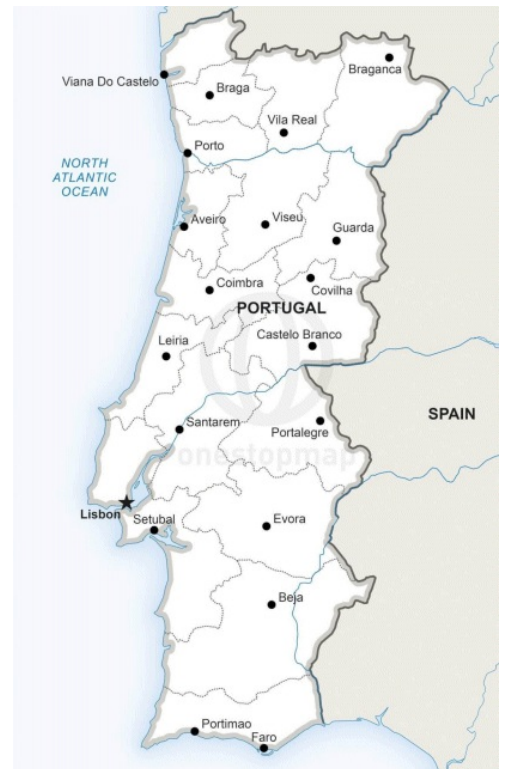 Braganca
Viana Do Castelo
Braga
Vila Real
Porto
NORTH
ATLANTIC
OCEAN
Aveiro
Viseu
Guarda
Coimbra
Covilha
PORTUGAL
Castelo Branco
Leiria
SPAIN
Santarem
Portalegre
onestopmap
Lisbon
Setubal
Evora
Beja
Portimao
Faro